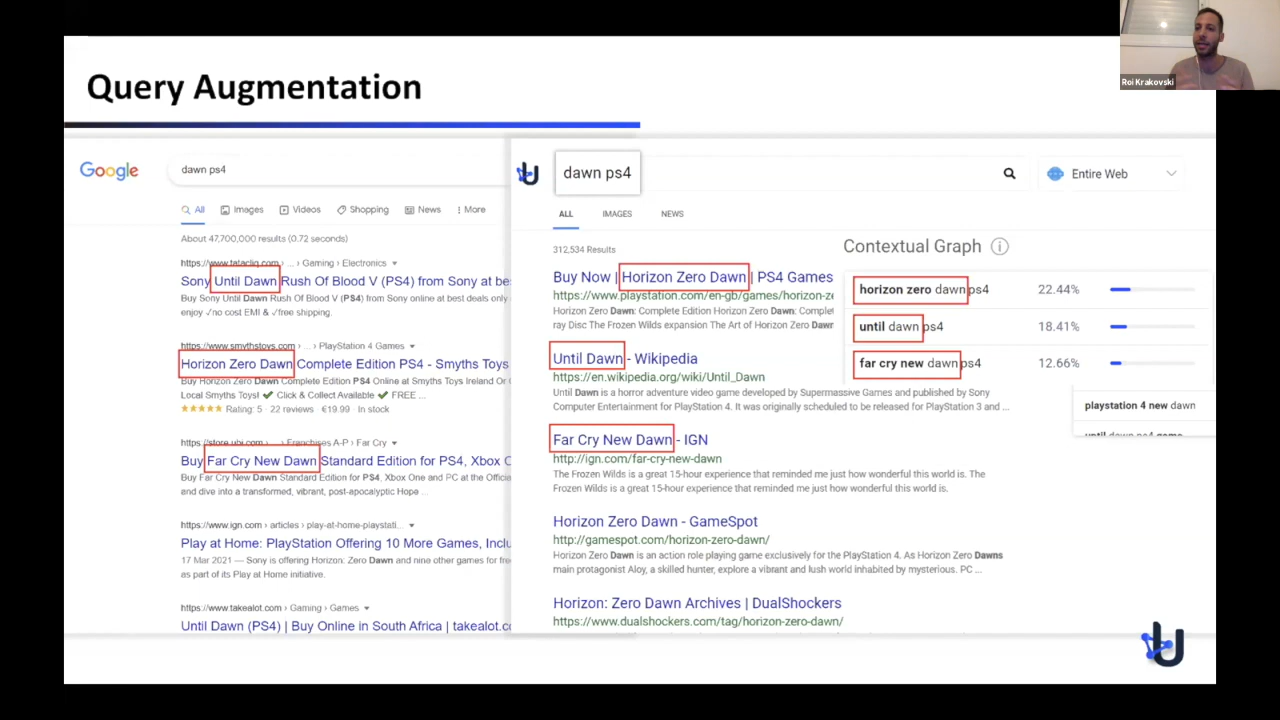 Roi Krakovski
Query Augmentation
Google
dawn ps4
All Images Videos Shopping News More
About 47,700,000 results (0.72 seconds)
https://www.tatacliq.com... › ... › Gaming › Electronics
Sony Until Dawn Rush Of Blood V (PS4) from Sony at bes
Buy Sony Until Dawn Rush Of Blood V (PS4) from Sony online at best deals only
enjoy ✓no cost EMI & ✓free shipping.
https://www.smythstoys.com › ... › PlayStation 4 Games
Horizon Zero Dawn Complete Edition PS4 - Smyths Toys
Buy Horizon Zero Dawn Complete Edition PS4 Online at Smyths Toys Ireland Or C
Local Smyths Toys! ✔ Click & Collect Available ✔ FREE ...
Rating: 5 · 22 reviews · €19.99 · In stock
https://store.ubi.com › ... › Franchises A-P › Far Cry
Buy Far Cry New Dawn Standard Edition for PS4, Xbox O
Buy Far Cry New Dawn Standard Edition for PS4, Xbox One and PC at the Official
and dive into a transformed, vibrant, post-apocalyptic Hope ...
https://www.ign.com › articles › play-at-home-playstati...
Play at Home: PlayStation Offering 10 More Games, Inclu
17 Mar 2021 — Sony is offering Horizon: Zero Dawn and nine other games for fre
as part of its Play at Home initiative.
https://www.takealot.com › Gaming › Games
Until Dawn (PS4) | Buy Online in South Africa | takealot.co
dawn ps4
Entire Web
ALL IMAGES NEWS
312,534 Results
Buy Now | Horizon Zero Dawn | PS4 Games
https://www.playstation.com/en-gb/games/horizon-ze
Horizon Zero Dawn: Complete Edition Horizon Zero Dawn: Complet
ray Disc The Frozen Wilds expansion The Art of Horizon Zero Dawn
Until Dawn - Wikipedia
https://en.wikipedia.org/wiki/Until_Dawn
Until Dawn is a horror adventure video game developed by Supermassive Games and published by Sony
Computer Entertainment for PlayStation 4. It was originally scheduled to be released for PlayStation 3 and ...
Far Cry New Dawn - IGN
http://ign.com/far-cry-new-dawn
The Frozen Wilds is a great 15-hour experience that reminded me just how wonderful this world is. The
Frozen Wilds is a great 15-hour experience that reminded me just how wonderful this world is.
Horizon Zero Dawn - GameSpot
http://gamespot.com/horizon-zero-dawn/
Horizon Zero Dawn is an action role playing game exclusively for the PlayStation 4. As Horizon Zero Dawns
main protagonist Aloy, a skilled hunter, explore a vibrant and lush world inhabited by mysterious. PC ...
Horizon: Zero Dawn Archives | DualShockers
https://www.dualshockers.com/tag/horizon-zero-dawn/
Contextual Graph
horizon zero dawn ps4 22.44%
until dawn ps4 18.41%
far cry new dawn ps4 12.66%
playstation 4 new dawn
until dawn ps4 game